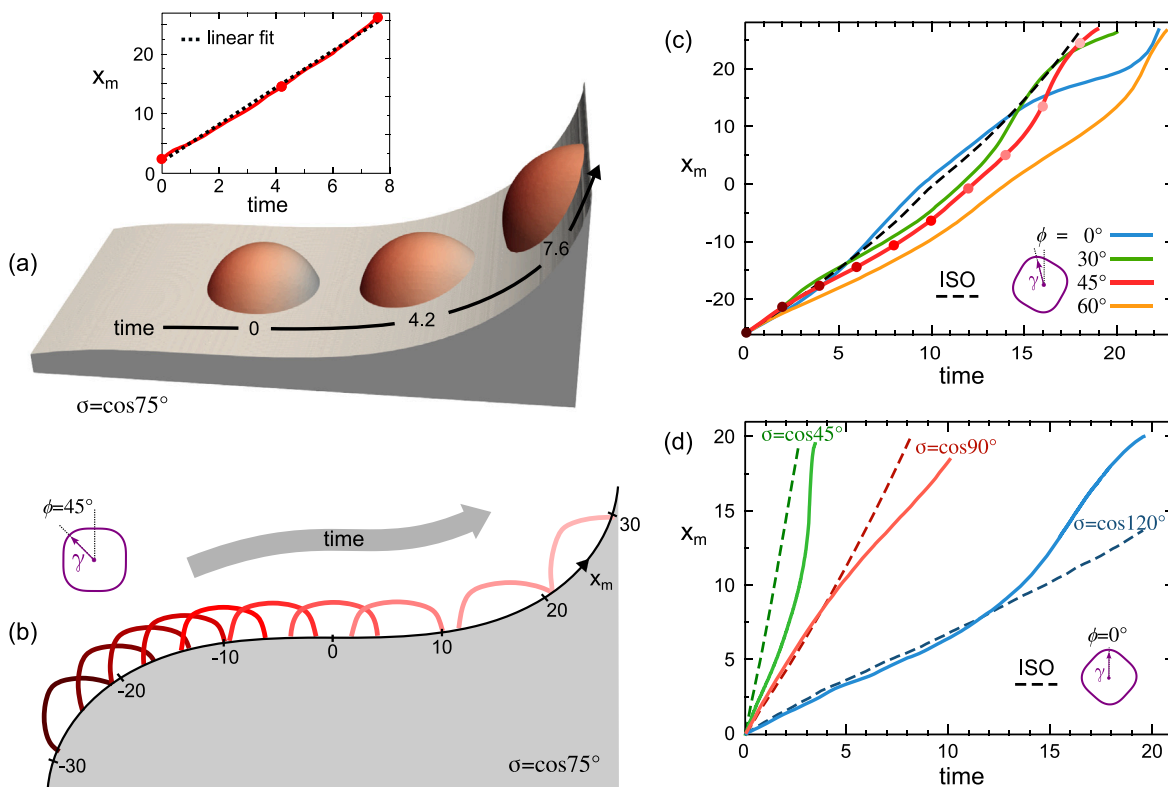 (a)
linear fit
x_m
20
10
0
0 2 4 6 8
time
time 0 4.2 7.6
σ=cos75°
(b)
ϕ=45°
γ
time
x_m
-30 -20 -10 0 10 20 30
σ=cos75°
(c)
x_m
20
10
0
-10
-20
ϕ = 0°
30°
45°
60°
γ
ISO
0 5 10 15 20
time
(d)
x_m
20
15
10
5
0
σ=cos45°
σ=cos90°
σ=cos120°
ϕ=0°
γ
ISO
0 5 10 15 20
time